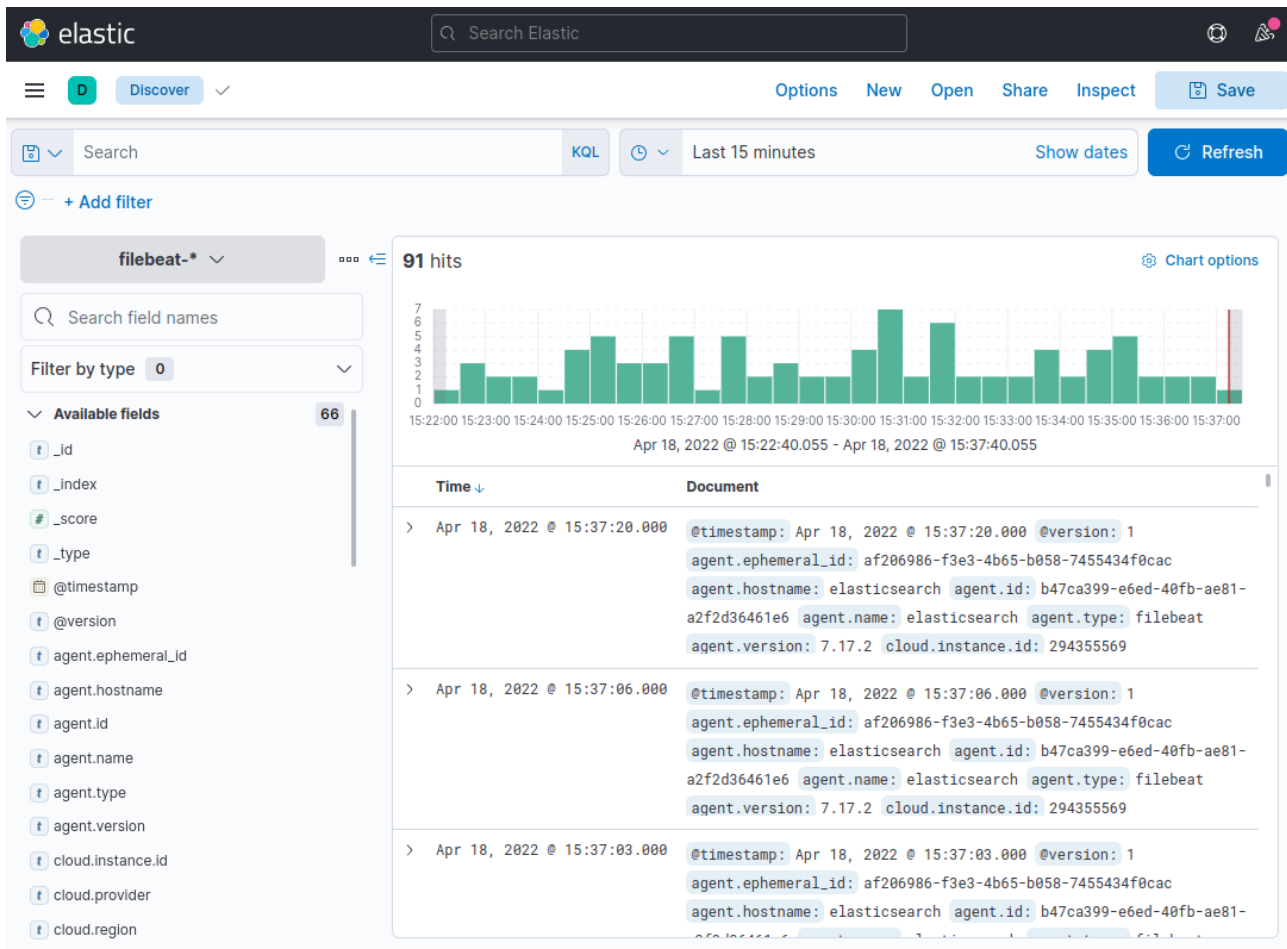 elastic
Search Elastic
D Discover Options New Open Share Inspect Save
Search KQL Last 15 minutes Show dates Refresh
+ Add filter
filebeat-*
Search field names
Filter by type 0
Available fields 66
t _id
t _index
# _score
t _type
@timestamp
t @version
t agent.ephemeral_id
t agent.hostname
t agent.id
t agent.name
t agent.type
t agent.version
t cloud.instance.id
t cloud.provider
t cloud.region
91 hits Chart options
7
6
5
4
3
2
1
0
15:22:00 15:23:00 15:24:00 15:25:00 15:26:00 15:27:00 15:28:00 15:29:00 15:30:00 15:31:00 15:32:00 15:33:00 15:34:00 15:35:00 15:36:00 15:37:00
Apr 18, 2022 @ 15:22:40.055 - Apr 18, 2022 @ 15:37:40.055
Time Document
Apr 18, 2022 @ 15:37:20.000 @timestamp: Apr 18, 2022 @ 15:37:20.000 @version: 1
agent.ephemeral_id: af206986-f3e3-4b65-b058-7455434f0cac
agent.hostname: elasticsearch agent.id: b47ca399-e6ed-40fb-ae81-
a2f2d36461e6 agent.name: elasticsearch agent.type: filebeat
agent.version: 7.17.2 cloud.instance.id: 294355569
Apr 18, 2022 @ 15:37:06.000 @timestamp: Apr 18, 2022 @ 15:37:06.000 @version: 1
agent.ephemeral_id: af206986-f3e3-4b65-b058-7455434f0cac
agent.hostname: elasticsearch agent.id: b47ca399-e6ed-40fb-ae81-
a2f2d36461e6 agent.name: elasticsearch agent.type: filebeat
agent.version: 7.17.2 cloud.instance.id: 294355569
Apr 18, 2022 @ 15:37:03.000 @timestamp: Apr 18, 2022 @ 15:37:03.000 @version: 1
agent.ephemeral_id: af206986-f3e3-4b65-b058-7455434f0cac
agent.hostname: elasticsearch agent.id: b47ca399-e6ed-40fb-ae81-